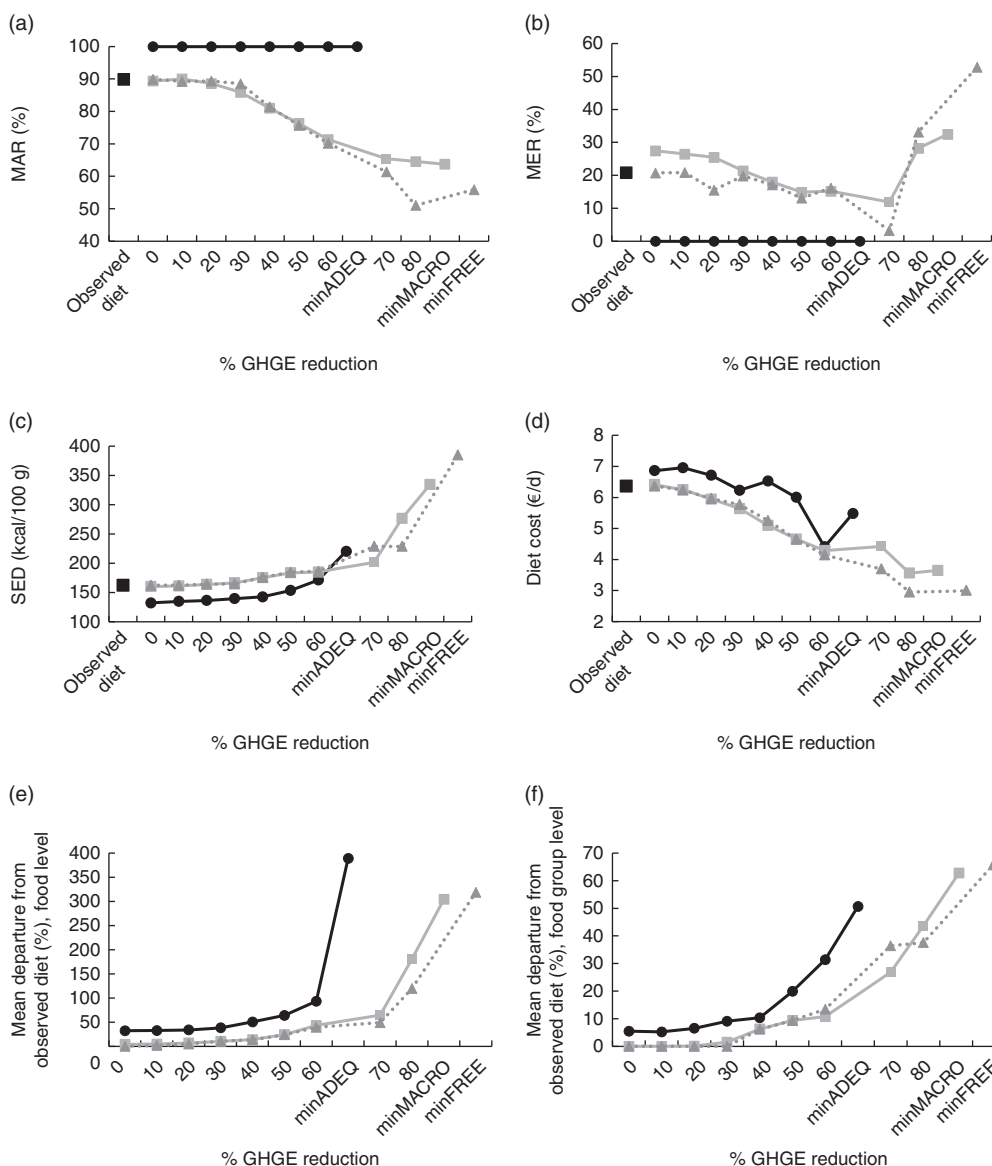 (a)
100
90
80
70
60
50
40
MAR (%)
Observed
diet
0
10
20
30
40
50
60
minADEQ
70
80
minMACRO
minFREE
% GHGE reduction
(b)
60
50
40
30
20
10
0
MER (%)
Observed
diet
0
10
20
30
40
50
60
minADEQ
70
80
minMACRO
minFREE
% GHGE reduction
(c)
400
350
300
250
200
150
100
SED (kcal/100 g)
Observed
diet
0
10
20
30
40
50
60
minADEQ
70
80
minMACRO
minFREE
% GHGE reduction
(d)
8
7
6
5
4
3
2
Diet cost (€/d)
Observed
diet
0
10
20
30
40
50
60
minADEQ
70
80
minMACRO
minFREE
% GHGE reduction
(e)
400
350
300
250
200
150
100
50
0
Mean departure from
observed diet (%), food level
0
10
20
30
40
50
60
minADEQ
70
80
minMACRO
minFREE
% GHGE reduction
(f)
70
60
50
40
30
20
10
0
Mean departure from
observed diet (%), food group level
0
10
20
30
40
50
60
minADEQ
70
80
minMACRO
minFREE
% GHGE reduction